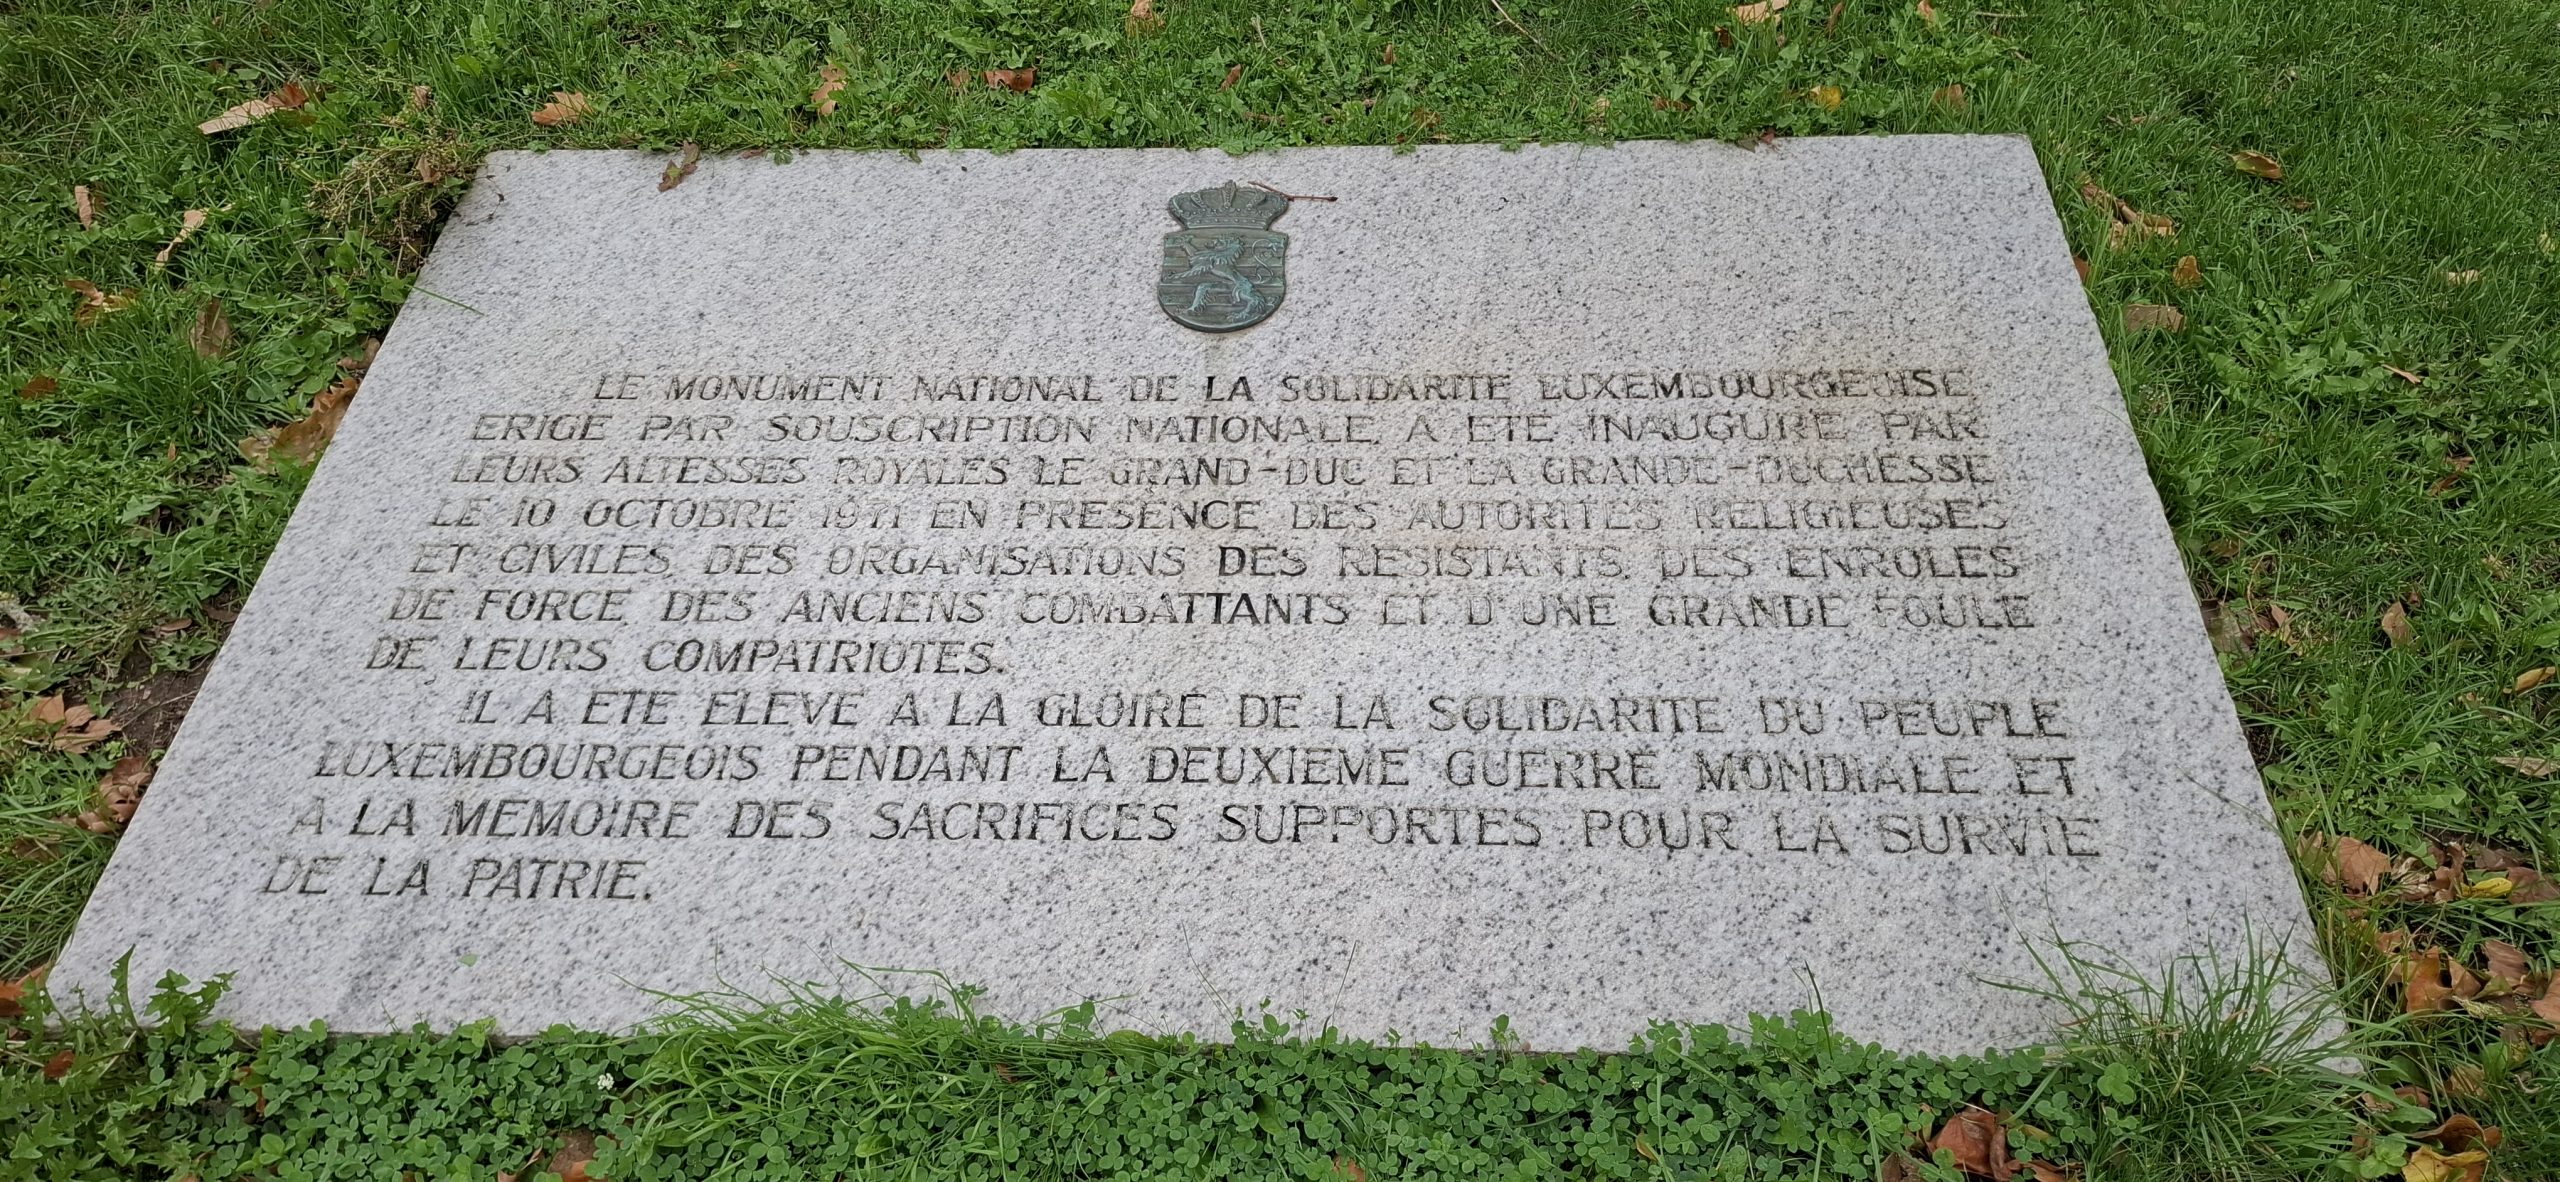 LE MONUMENT NATIONAL DE LA SOLIDARITE LUXEMBOURGEOISE
ERIGE PAR SOUSCRIPTION NATIONALE, A ETE INAUGURE PAR
LEURS ALTESSES ROYALES LE GRAND-DUC ET LA GRANDE-DUCHESSE
LE 10 OCTOBRE 1971 EN PRESENCE DES AUTORITES RELIGIEUSES
ET CIVILES, DES ORGANISATIONS DES RESISTANTS, DES ENROLES
DE FORCE, DES ANCIENS COMBATTANTS ET D'UNE GRANDE FOULE
DE LEURS COMPATRIOTES.
IL A ETE ELEVE A LA GLOIRE DE LA SOLIDARITE DU PEUPLE
LUXEMBOURGEOIS PENDANT LA DEUXIEME GUERRE MONDIALE ET
A LA MEMOIRE DES SACRIFICES SUPPORTES POUR LA SURVIE
DE LA PATRIE.